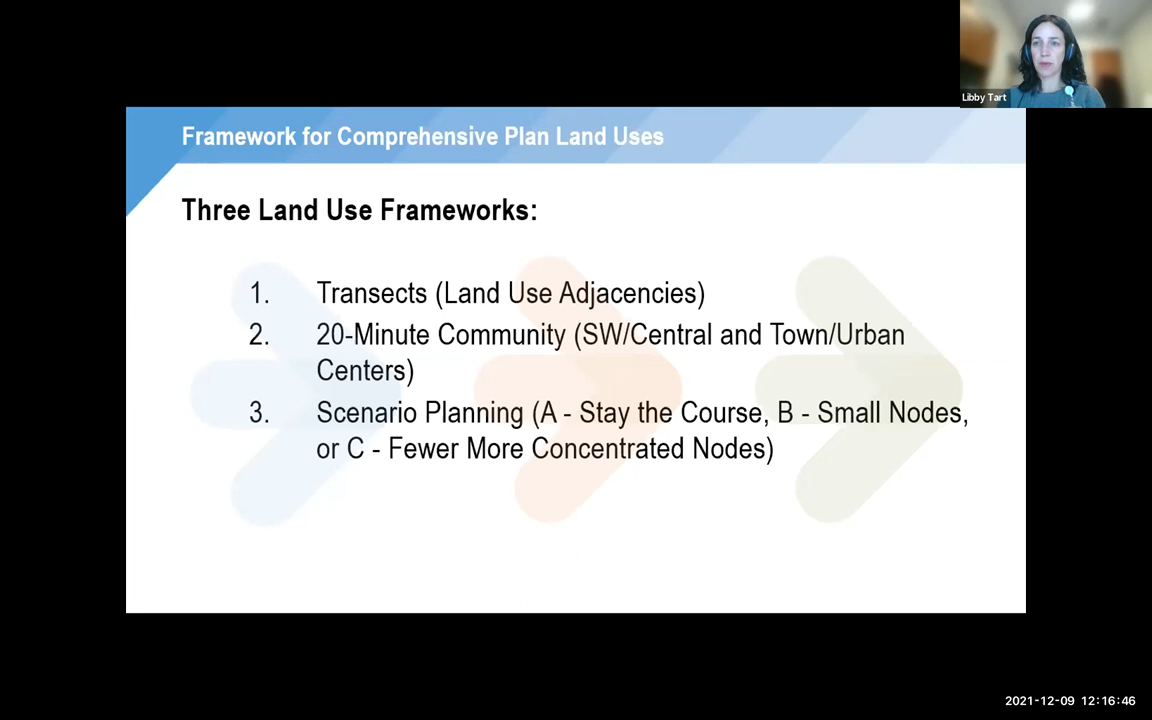 Libby Tart
Framework for Comprehensive Plan Land Uses
Three Land Use Frameworks:
1. Transects (Land Use Adjacencies)
2. 20-Minute Community (SW/Central and Town/Urban
Centers)
3. Scenario Planning (A - Stay the Course, B - Small Nodes,
or C - Fewer More Concentrated Nodes)
2021-12-09 12:16:46